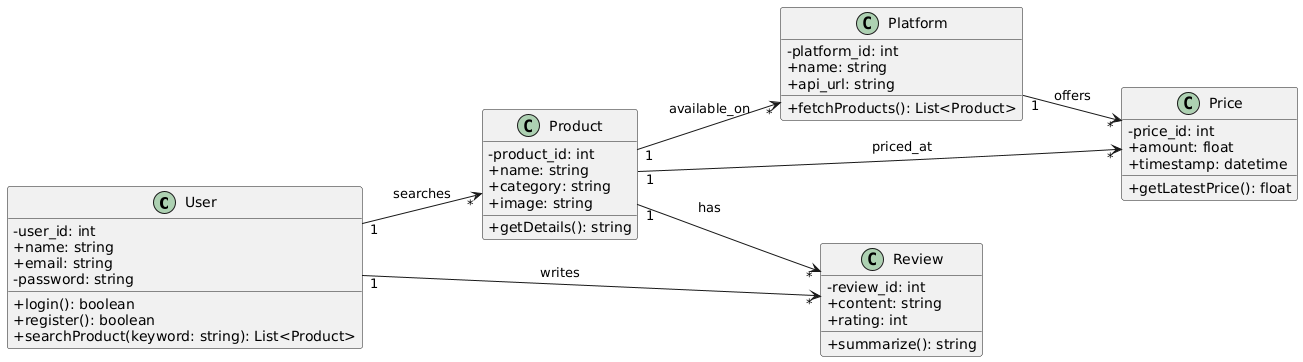 C User
-user_id: int
+name: string
+email: string
-password: string
+login(): boolean
+register(): boolean
+searchProduct(keyword: string): List<Product>
1
searches
*
1
writes
*
C Product
-product_id: int
+name: string
+category: string
+image: string
+getDetails(): string
1
available_on
*
1
priced_at
*
1
has
*
C Platform
-platform_id: int
+name: string
+api_url: string
+fetchProducts(): List<Product>
1
offers
*
C Price
-price_id: int
+amount: float
+timestamp: datetime
+getLatestPrice(): float
C Review
-review_id: int
+content: string
+rating: int
+summarize(): string